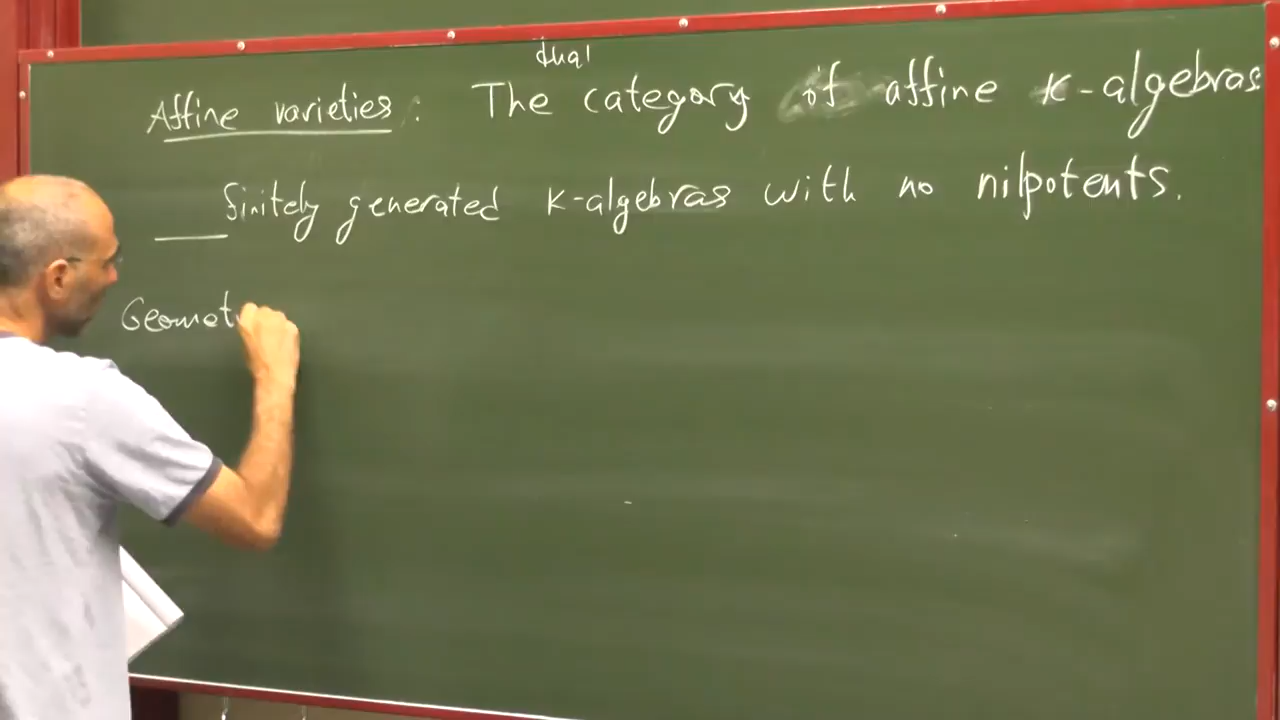 dual
Affine varieties: The category of affine k-algebras
finitely generated k-algebras with no nilpotents.
Geomet